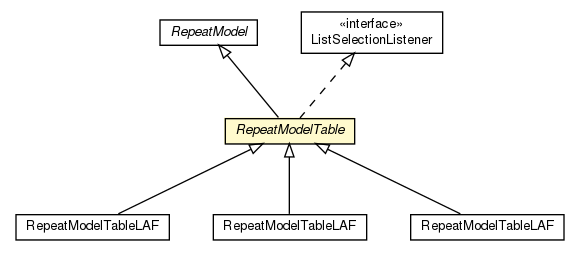 RepeatModel
«interface»
ListSelectionListener
RepeatModelTable
RepeatModelTableLAF
RepeatModelTableLAF
RepeatModelTableLAF